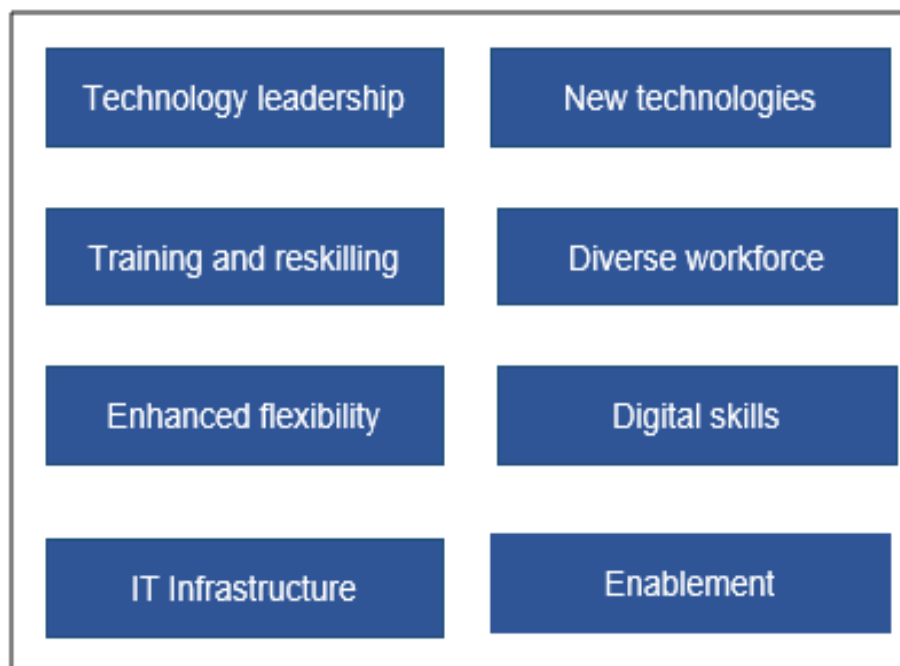 Technology leadership
New technologies
Training and reskilling
Diverse workforce
Enhanced flexibility
Digital skills
IT Infrastructure
Enablement